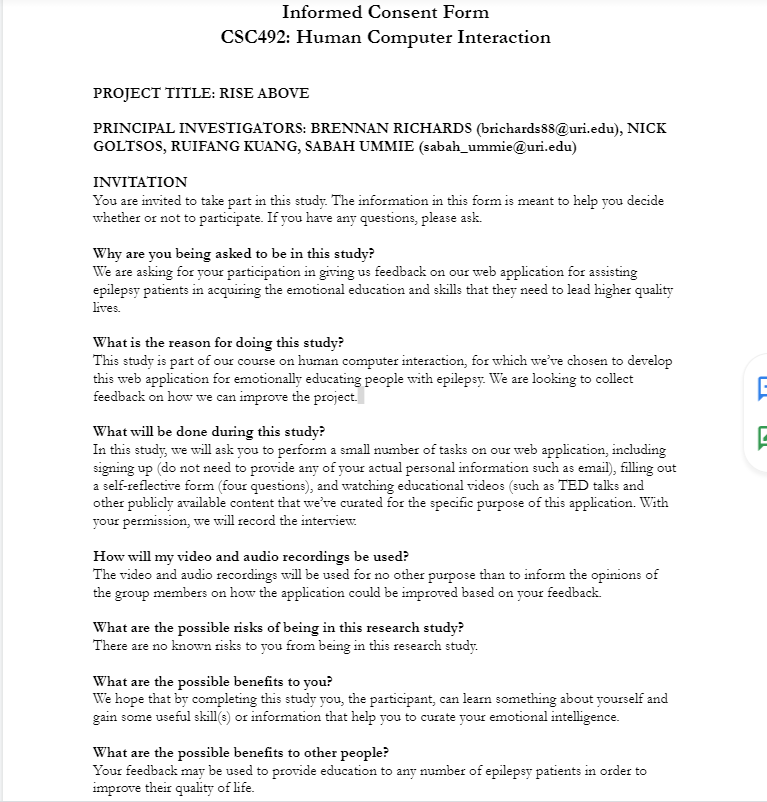 Informed Consent Form
CSC492: Human Computer Interaction
PROJECT TITLE: RISE ABOVE
PRINCIPAL INVESTIGATORS: BRENNAN RICHARDS (brichards88@uri.edu), NICK
GOLTSOS, RUIFANG KUANG, SABAH UMMIE (sabah_ummie@uri.edu)
INVITATION
You are invited to take part in this study. The information in this form is meant to help you decide
whether or not to participate. If you have any questions, please ask.
Why are you being asked to be in this study?
We are asking for your participation in giving us feedback on our web application for assisting
epilepsy patients in acquiring the emotional education and skills that they need to lead higher quality
lives.
What is the reason for doing this study?
This study is part of our course on human computer interaction, for which we've chosen to develop
this web application for emotionally educating people with epilepsy. We are looking to collect
feedback on how we can improve the project.
What will be done during this study?
In this study, we will ask you to perform a small number of tasks on our web application, including
signing up (do not need to provide any of your actual personal information such as email), filling out
a self-reflective form (four questions), and watching educational videos (such as TED talks and
other publicly available content that we've curated for the specific purpose of this application. With
your permission, we will record the interview.
How will my video and audio recordings be used?
The video and audio recordings will be used for no other purpose than to inform the opinions of
the group members on how the application could be improved based on your feedback.
What are the possible risks of being in this research study?
There are no known risks to you from being in this research study.
What are the possible benefits to you?
We hope that by completing this study you, the participant, can learn something about yourself and
gain some useful skill(s) or information that help you to curate your emotional intelligence.
What are the possible benefits to other people?
Your feedback may be used to provide education to any number of epilepsy patients in order to
improve their quality of life.